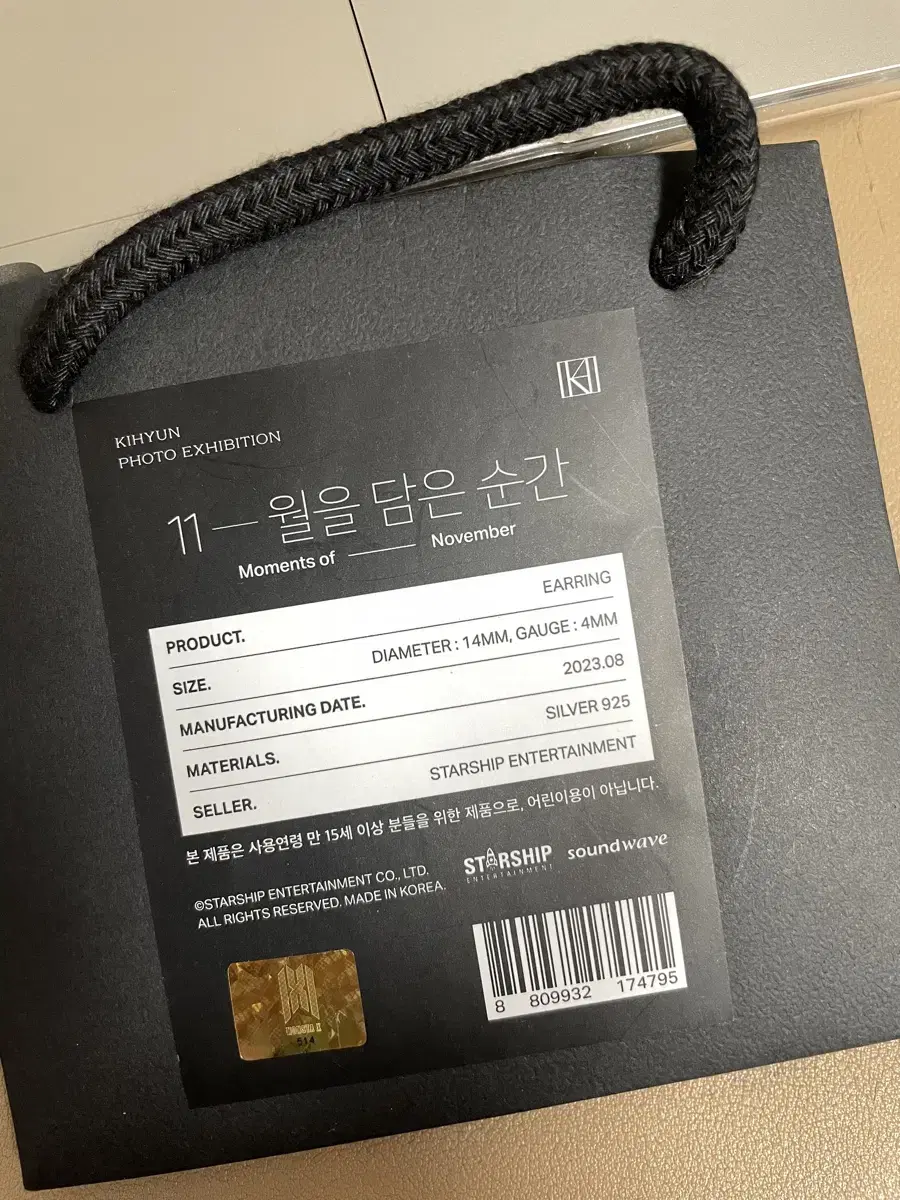 KIHYUN
PHOTO EXHIBITION
KI
11 — 월을 담은 순간
Moments of —— November
PRODUCT. EARRING
SIZE. DIAMETER : 14MM, GAUGE : 4MM
MANUFACTURING DATE. 2023.08
MATERIALS. SILVER 925
SELLER. STARSHIP ENTERTAINMENT
본 제품은 사용연령 만 15세 이상 분들을 위한 제품으로, 어린이용이 아닙니다.
©STARSHIP ENTERTAINMENT CO., LTD.
ALL RIGHTS RESERVED. MADE IN KOREA.
STARSHIP
ENTERTAINMENT
soundwave
514
8 809932 174795